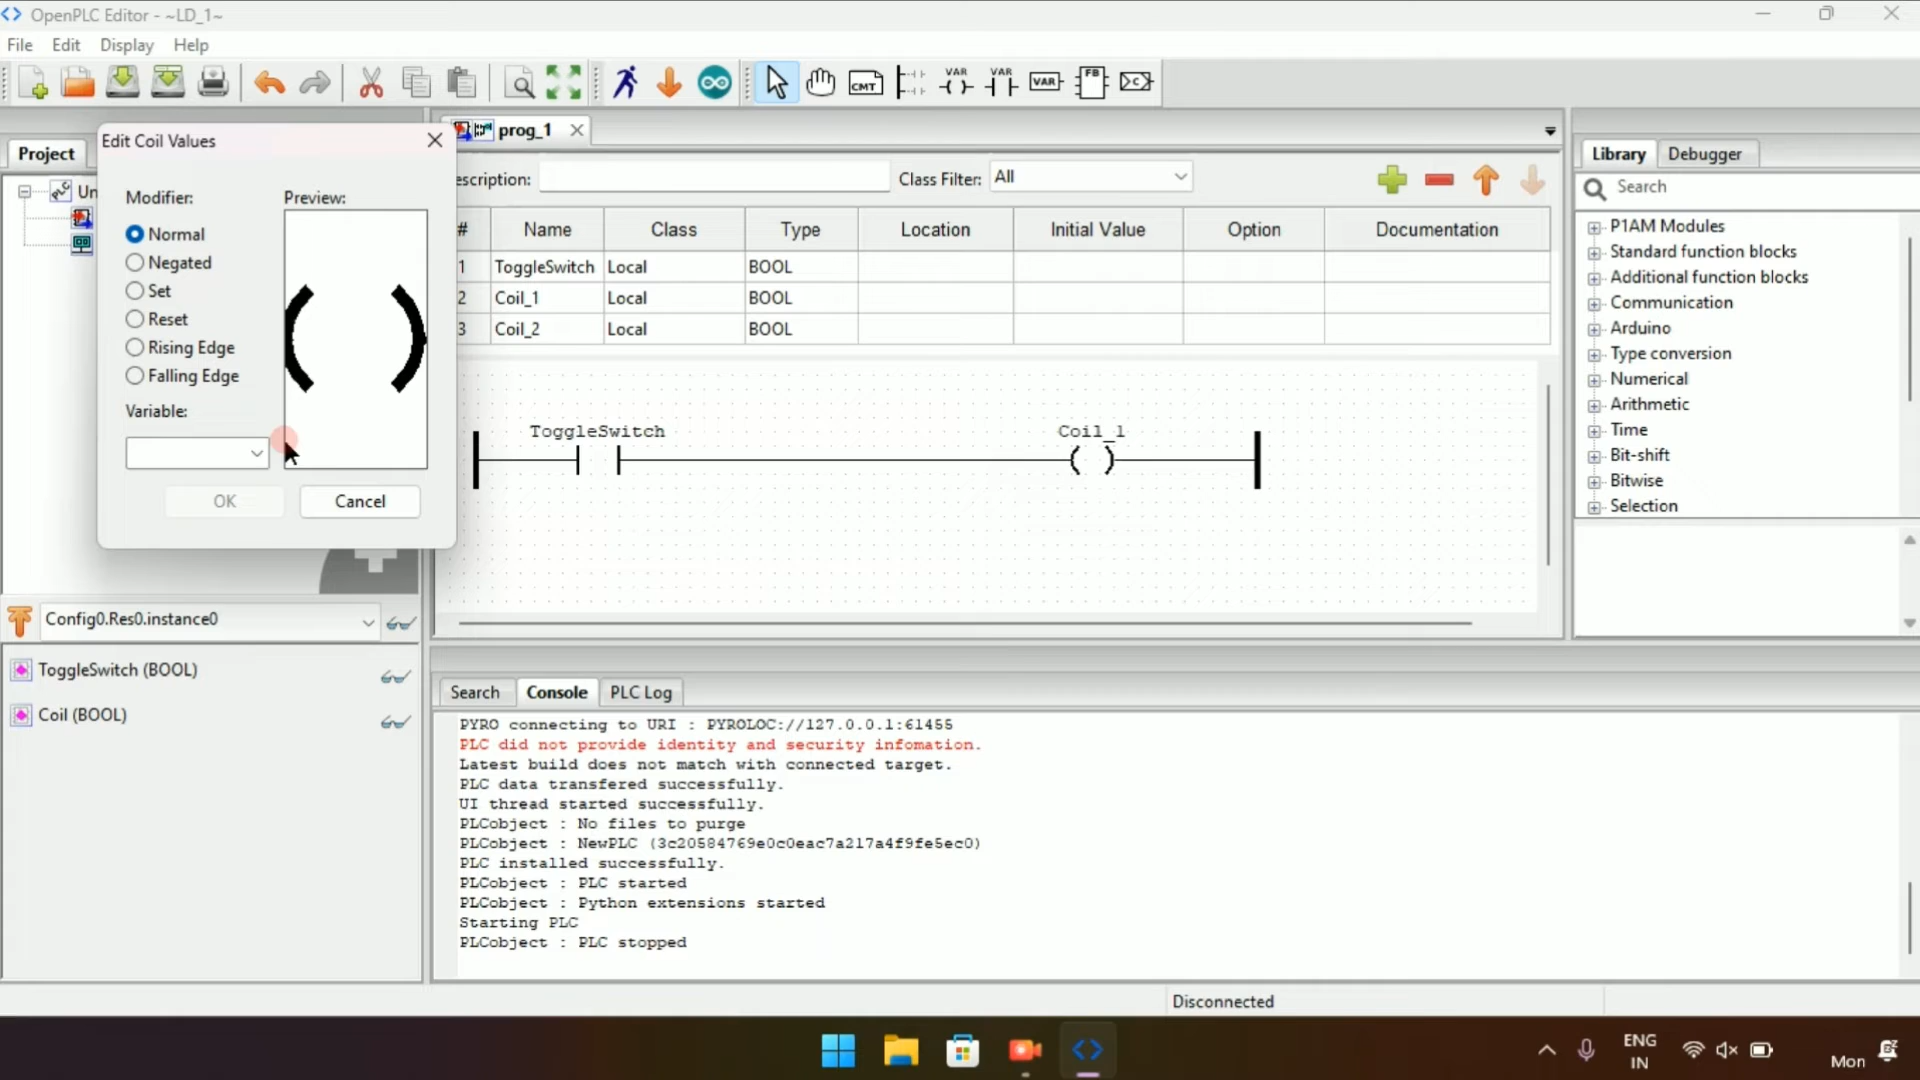 OpenPLC Editor - ~LD_1~
File Edit Display Help
CMT VAR VAR VAR FB C
Edit Coil Values
Modifier: Preview:
Normal
Negated
Set
Reset
Rising Edge
Falling Edge
Variable:
OK Cancel
Project
Un
prog_1
escription: Class Filter: All
# Name Class Type Location Initial Value Option Documentation
1 ToggleSwitch Local BOOL
2 Coil_1 Local BOOL
3 Coil_2 Local BOOL
ToggleSwitch Coil_1
Library Debugger
Search
P1AM Modules
Standard function blocks
Additional function blocks
Communication
Arduino
Type conversion
Numerical
Arithmetic
Time
Bit-shift
Bitwise
Selection
Config0.Res0.instance0
ToggleSwitch (BOOL)
Coil (BOOL)
Search Console PLC Log
PYRO connecting to URI : PYROLOC://127.0.0.1:61455
PLC did not provide identity and security infomation.
Latest build does not match with connected target.
PLC data transfered successfully.
UI thread started successfully.
PLCobject : No files to purge
PLCobject : NewPLC (3c20584769e0c0eac7a217a4f9fe5ec0)
PLC installed successfully.
PLCobject : PLC started
PLCobject : Python extensions started
Starting PLC
PLCobject : PLC stopped
Disconnected
ENG
IN
Mon